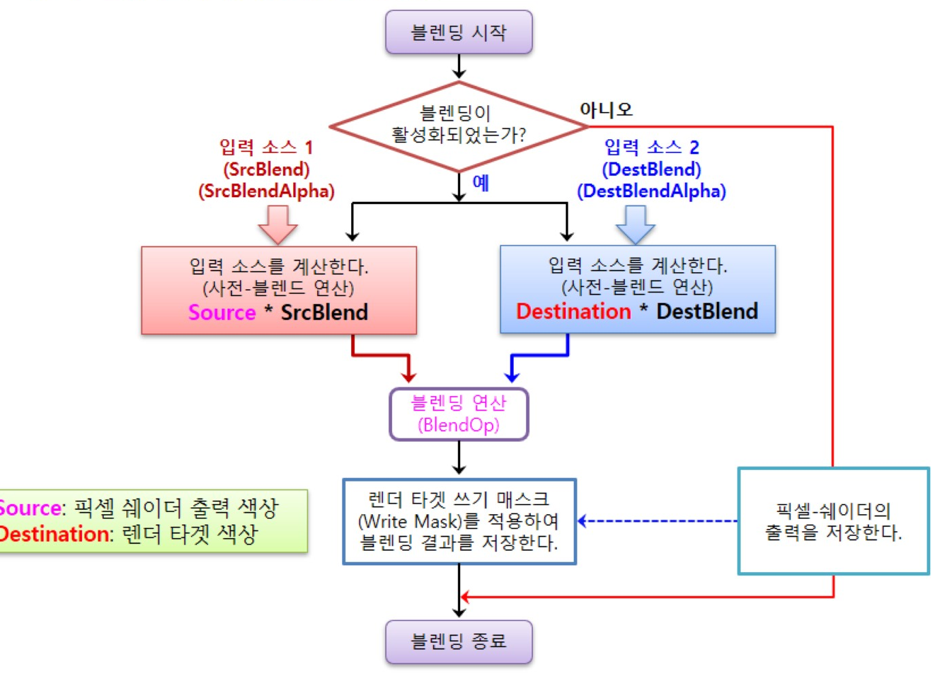 블렌딩 시작
블렌딩이
활성화되었는가?
아니오
예
입력 소스 1
(SrcBlend)
(SrcBlendAlpha)
입력 소스 2
(DestBlend)
(DestBlendAlpha)
입력 소스를 계산한다.
(사전-블렌드 연산)
Source * SrcBlend
입력 소스를 계산한다.
(사전-블렌드 연산)
Destination * DestBlend
블렌딩 연산
(BlendOp)
렌더 타겟 쓰기 매스크
(Write Mask)를 적용하여
블렌딩 결과를 저장한다.
픽셀-쉐이더의
출력을 저장한다.
Source: 픽셀 쉐이더 출력 색상
Destination: 렌더 타겟 색상
블렌딩 종료